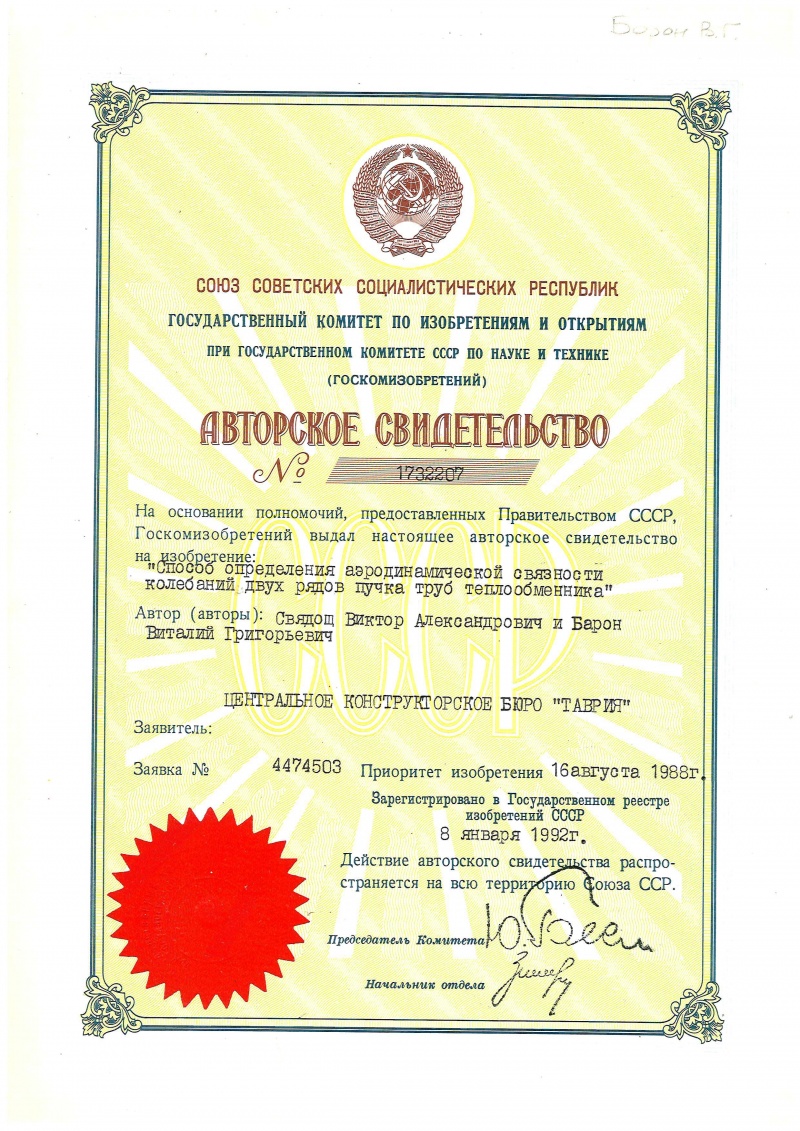 Барон В.Г.
СОЮЗ СОВЕТСКИХ СОЦИАЛИСТИЧЕСКИХ РЕСПУБЛИК
ГОСУДАРСТВЕННЫЙ КОМИТЕТ ПО ИЗОБРЕТЕНИЯМ И ОТКРЫТИЯМ
ПРИ ГОСУДАРСТВЕННОМ КОМИТЕТЕ СССР ПО НАУКЕ И ТЕХНИКЕ
(ГОСКОМИЗОБРЕТЕНИЙ)
АВТОРСКОЕ СВИДЕТЕЛЬСТВО
№ 1732207
На основании полномочий, предоставленных Правительством СССР,
Госкомизобретений выдал настоящее авторское свидетельство
на изобретение:
"Способ определения аэродинамической связности
колебаний двух рядов пучка труб теплообменника"
Автор (авторы): Свядощ Виктор Александрович и Барон
Виталий Григорьевич
СССР
ЦЕНТРАЛЬНОЕ КОНСТРУКТОРСКОЕ БЮРО "ТАВРИЯ"
Заявитель:
Заявка № 4474503 Приоритет изобретения 16августа 1988г.
Зарегистрировано в Государственном реестре
изобретений СССР
8 января 1992г.
Действие авторского свидетельства распро-
страняется на всю территорию Союза ССР.
Председатель Комитета
Начальник отдела